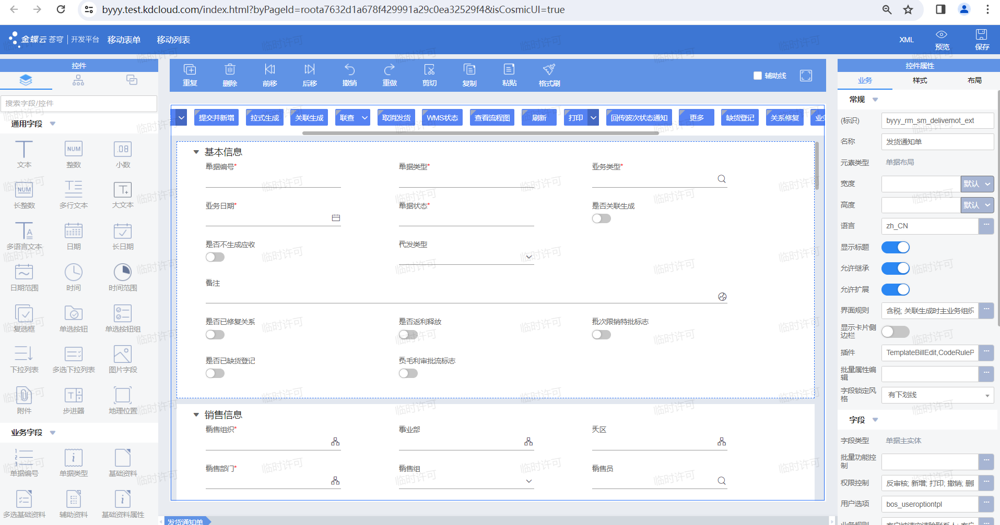 byyy.test.kdcloud.com/index.html?byPageId=roota7632d1a678f429991a29c0ea32529f4&isCosmicUI=true
金蝶云 苍穹 | 开发平台 移动表单 移动列表
XML 预览 保存
控件
搜索字段/控件
通用字段
文本 整数 小数
长整数 多行文本 大文本
多语言文本 日期 长日期
日期范围 时间 时间范围
复选框 单选按钮 单选按钮组
下拉列表 多选下拉列表 图片字段
附件 步进器 地理位置
业务字段
单据编号 单据类型 基础资料
多选基础资料 辅助资料 基础资料属性
重复 删除 前移 后移 撤销 重做 剪切 复制 粘贴 格式刷
辅助线
提交并新增 拉式生成 关联生成 联查 取消发货 WMS状态 查看流程图 刷新 打印 回传波次状态通知 更多 缺货登记 关系修复
基本信息
单据编号* 单据类型* 业务类型*
业务日期* 单据状态* 是否关联生成
是否不生成应收 代发类型
备注
是否已修复关系 是否返利释放 批次限销特批标志
是否已缺货登记 负毛利审批流标志
销售信息
销售组织* 事业部 大区
销售部门* 销售组 销售员
发货通知单
控件属性
业务 样式 布局
常规
(标识) byyy_rm_sm_delivernot_ext
名称 发货通知单
元素类型 单据布局
宽度 默认
高度 默认
语言 zh_CN
显示标题
允许继承
允许扩展
界面规则 含税; 关联生成时主业务组织
显示卡片侧
边栏
插件 TemplateBillEdit,CodeRuleP
批量属性编
辑
字段锁定风
格
有下划线
字段
字段类型 单据主实体
批量功能控
制
权限控制 反审核; 新增; 打印; 撤销; 删
用户选项 bos_useroptiontpl
临时许可